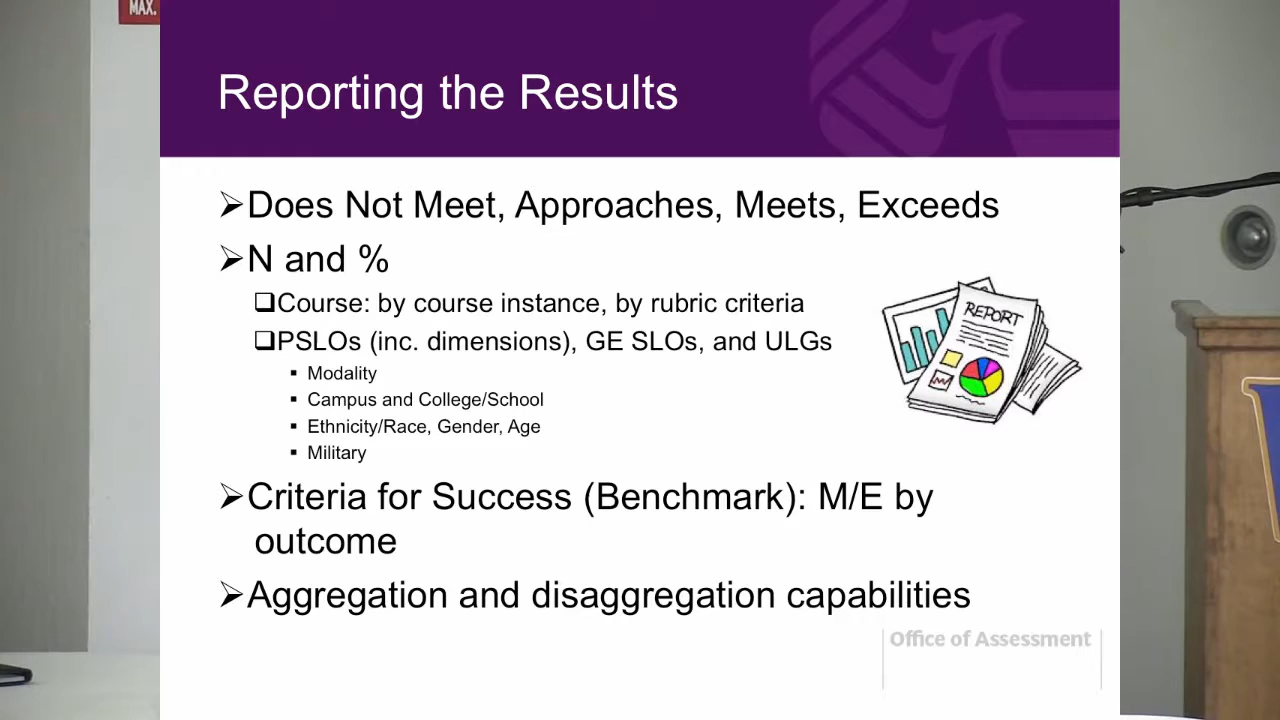 MAX.
Reporting the Results
➢Does Not Meet, Approaches, Meets, Exceeds
➢N and %
❑Course: by course instance, by rubric criteria
❑PSLOs (inc. dimensions), GE SLOs, and ULGs
▪ Modality
▪ Campus and College/School
▪ Ethnicity/Race, Gender, Age
▪ Military
REPORT
➢Criteria for Success (Benchmark): M/E by
outcome
➢Aggregation and disaggregation capabilities
Office of Assessment